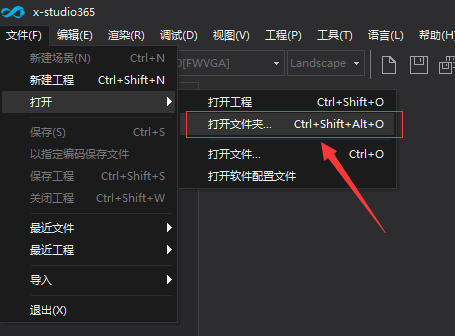 x-studio365
文件(F) 编辑(E) 渲染(R) 调试(D) 视图(V) 工程(P) 工具(T) 语言(L) 帮助(H)
新建场景(N) Ctrl+N
0[FWVGA] Landscape
新建工程 Ctrl+Shift+N
打开
打开工程 Ctrl+Shift+O
打开文件夹... Ctrl+Shift+Alt+O
打开文件... Ctrl+O
打开软件配置文件
保存(S) Ctrl+S
以指定编码保存文件
保存工程 Ctrl+Shift+S
关闭工程 Ctrl+Shift+W
最近文件
最近工程
导入
退出(X)